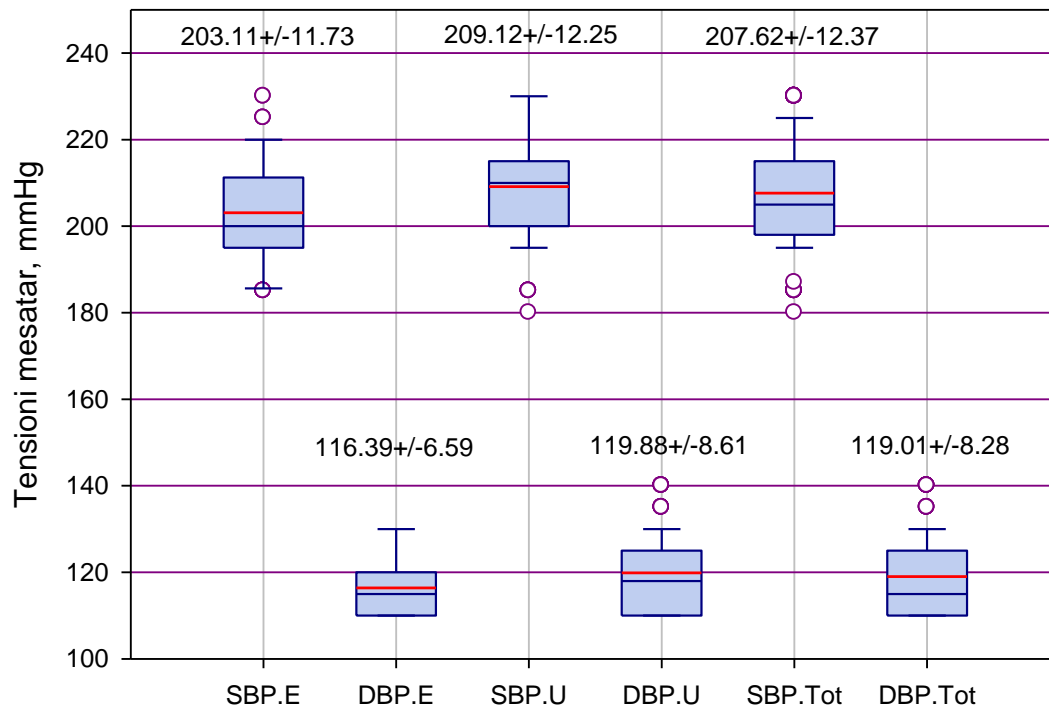 203.11+/-11.73
209.12+/-12.25
207.62+/-12.37
116.39+/-6.59
119.88+/-8.61
119.01+/-8.28
Tensioni mesatar, mmHg
240
220
200
180
160
140
120
100
SBP.E
DBP.E
SBP.U
DBP.U
SBP.Tot
DBP.Tot